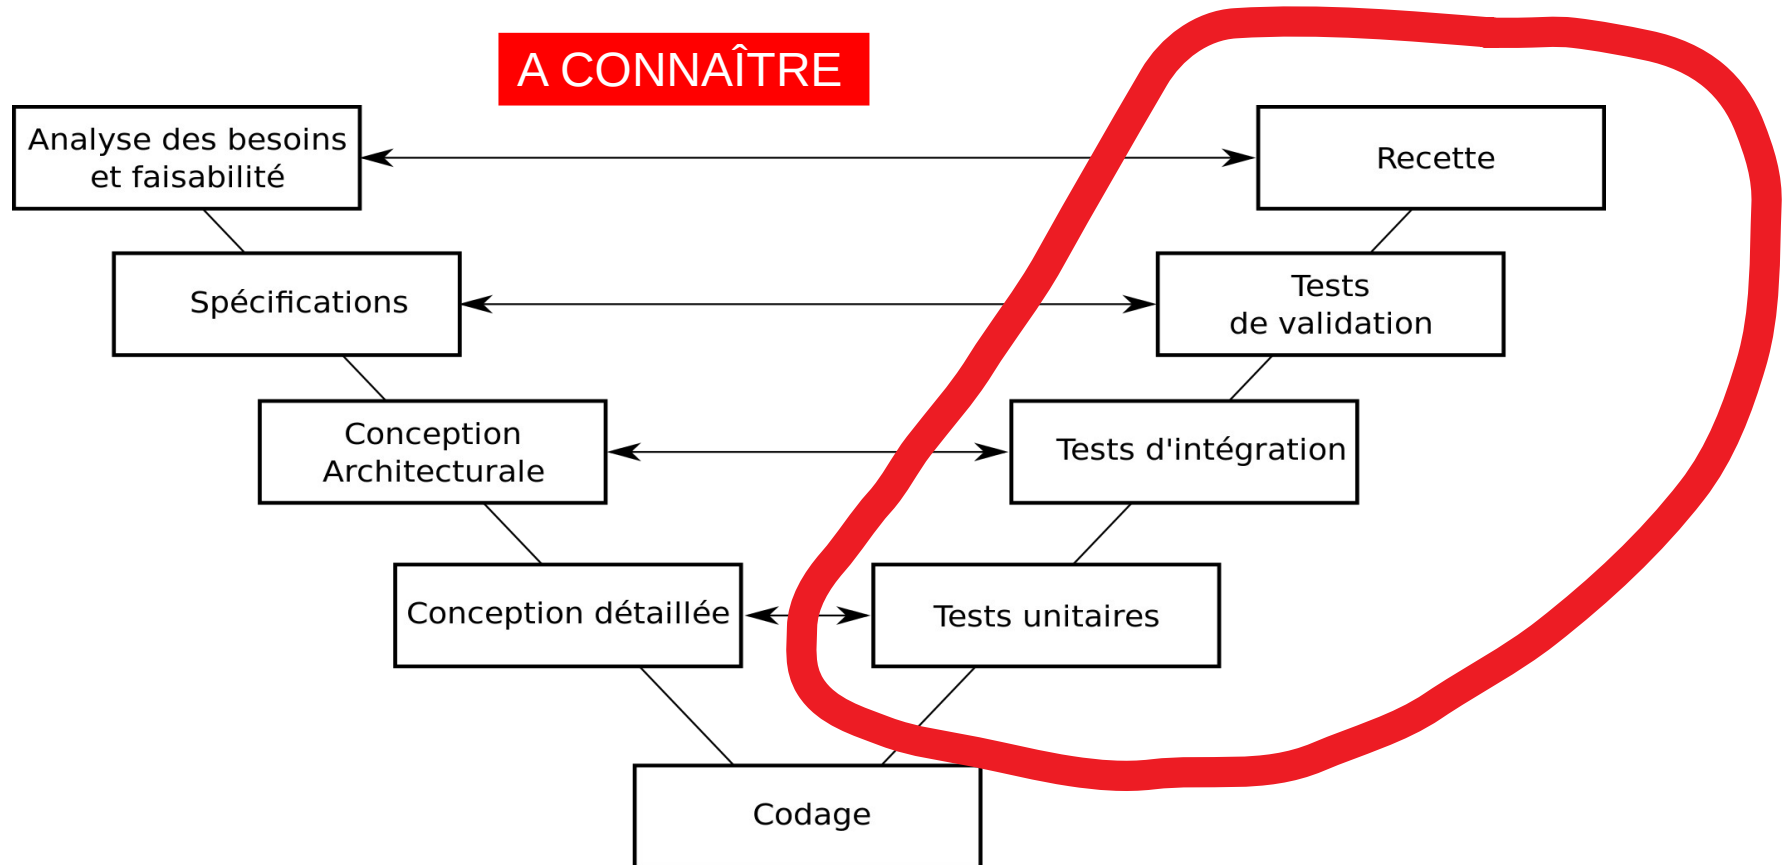 A CONNAÎTRE
Analyse des besoins
et faisabilité
Recette
Spécifications
Tests
de validation
Conception
Architecturale
Tests d'intégration
Conception détaillée
Tests unitaires
Codage